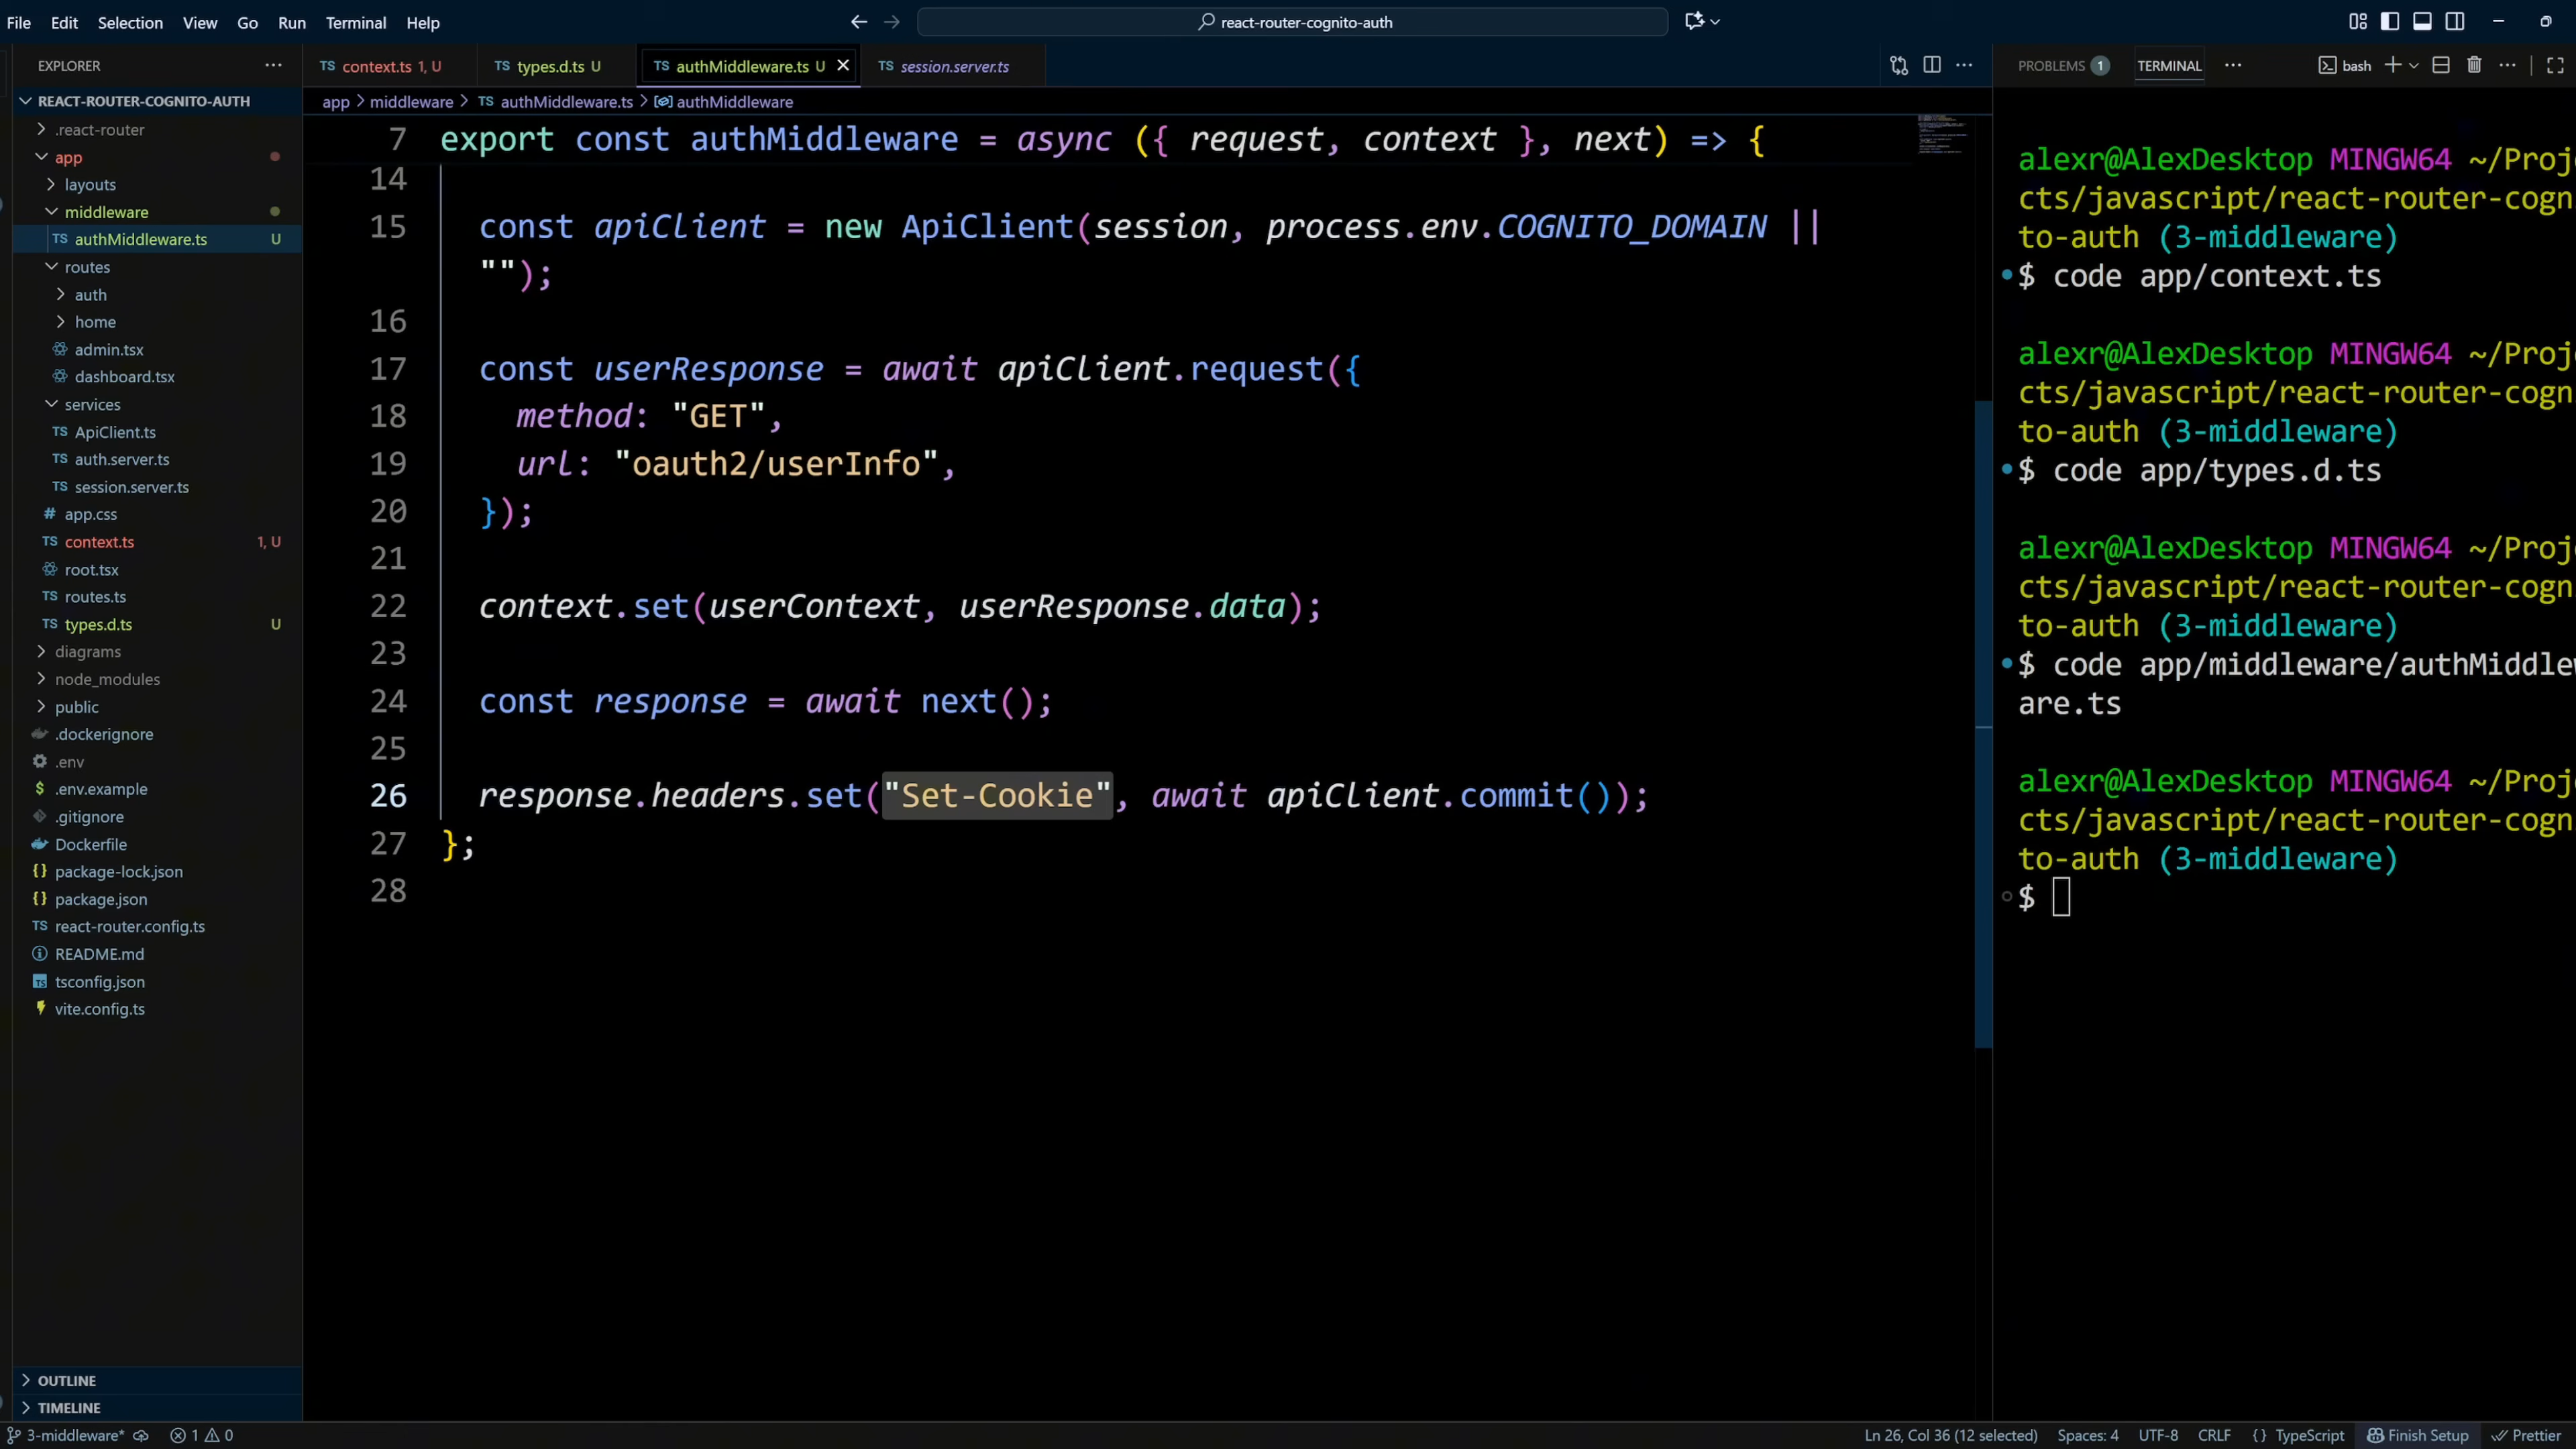 File Edit Selection View Go Run Terminal Help
react-router-cognito-auth
EXPLORER
REACT-ROUTER-COGNITO-AUTH
.react-router
app
layouts
middleware
TS authMiddleware.ts U
routes
auth
home
admin.tsx
dashboard.tsx
services
TS ApiClient.ts
TS auth.server.ts
TS session.server.ts
# app.css
TS context.ts 1, U
root.tsx
TS routes.ts
TS types.d.ts U
diagrams
node_modules
public
.dockerignore
.env
$ .env.example
.gitignore
Dockerfile
{} package-lock.json
{} package.json
TS react-router.config.ts
README.md
TS tsconfig.json
vite.config.ts
OUTLINE
TIMELINE
TS context.ts 1, U TS types.d.ts U TS authMiddleware.ts U TS session.server.ts
app > middleware > TS authMiddleware.ts > authMiddleware
7 export const authMiddleware = async ({ request, context }, next) => {
14
15 const apiClient = new ApiClient(session, process.env.COGNITO_DOMAIN ||
"");
16
17 const userResponse = await apiClient.request({
18 method: "GET",
19 url: "oauth2/userInfo",
20 });
21
22 context.set(userContext, userResponse.data);
23
24 const response = await next();
25
26 response.headers.set("Set-Cookie", await apiClient.commit());
27 };
28
PROBLEMS 1 TERMINAL bash
alexr@AlexDesktop MINGW64 ~/Proj
cts/javascript/react-router-cogn
to-auth (3-middleware)
$ code app/context.ts
alexr@AlexDesktop MINGW64 ~/Proj
cts/javascript/react-router-cogn
to-auth (3-middleware)
$ code app/types.d.ts
alexr@AlexDesktop MINGW64 ~/Proj
cts/javascript/react-router-cogn
to-auth (3-middleware)
$ code app/middleware/authMiddlew
are.ts
alexr@AlexDesktop MINGW64 ~/Proj
cts/javascript/react-router-cogn
to-auth (3-middleware)
$
3-middleware* 1 0
Ln 26, Col 36 (12 selected) Spaces: 4 UTF-8 CRLF {} TypeScript Finish Setup Prettier